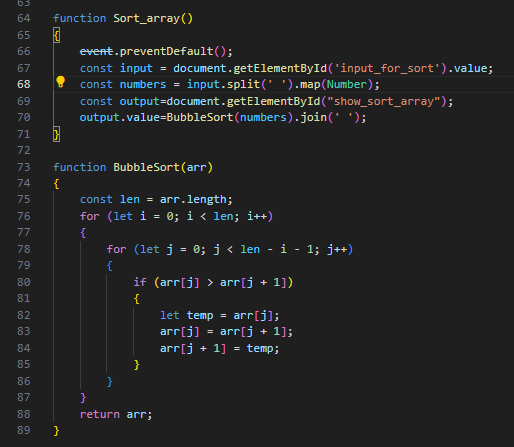 63
64 function Sort_array()
65 {
66 event.preventDefault();
67 const input = document.getElementById('input_for_sort').value;
68 const numbers = input.split(' ').map(Number);
69 const output=document.getElementById("show_sort_array");
70 output.value=BubbleSort(numbers).join(' ');
71 }
72
73 function BubbleSort(arr)
74 {
75 const len = arr.length;
76 for (let i = 0; i < len; i++)
77 {
78 for (let j = 0; j < len - i - 1; j++)
79 {
80 if (arr[j] > arr[j + 1])
81 {
82 let temp = arr[j];
83 arr[j] = arr[j + 1];
84 arr[j + 1] = temp;
85 }
86 }
87 }
88 return arr;
89 }